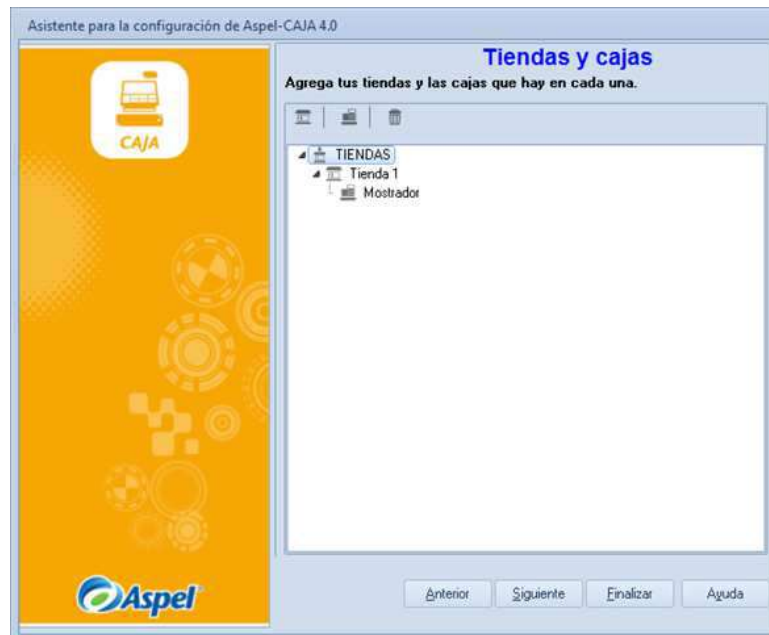 Asistente para la configuración de Aspel-CAJA 4.0
CAJA
Tiendas y cajas
Agrega tus tiendas y las cajas que hay en cada una.
TIENDAS
Tienda 1
Mostrador
Aspel
Anterior
Siguiente
Finalizar
Ayuda